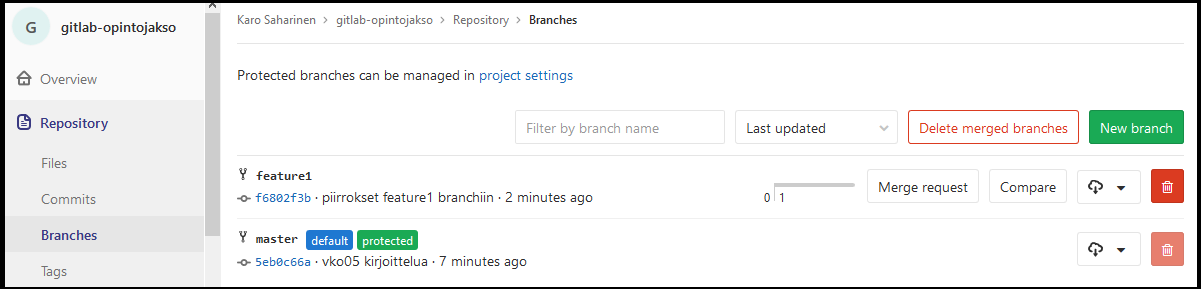 G gitlab-opintojakso
Overview
Repository
Files
Commits
Branches
Tags
Karo Saharinen > gitlab-opintojakso > Repository > Branches
Protected branches can be managed in project settings
Filter by branch name Last updated Delete merged branches New branch
feature1
f6802f3b · piirrokset feature1 branchiin · 2 minutes ago
0 1 Merge request Compare
master default protected
5eb0c66a · vko05 kirjoittelua · 7 minutes ago